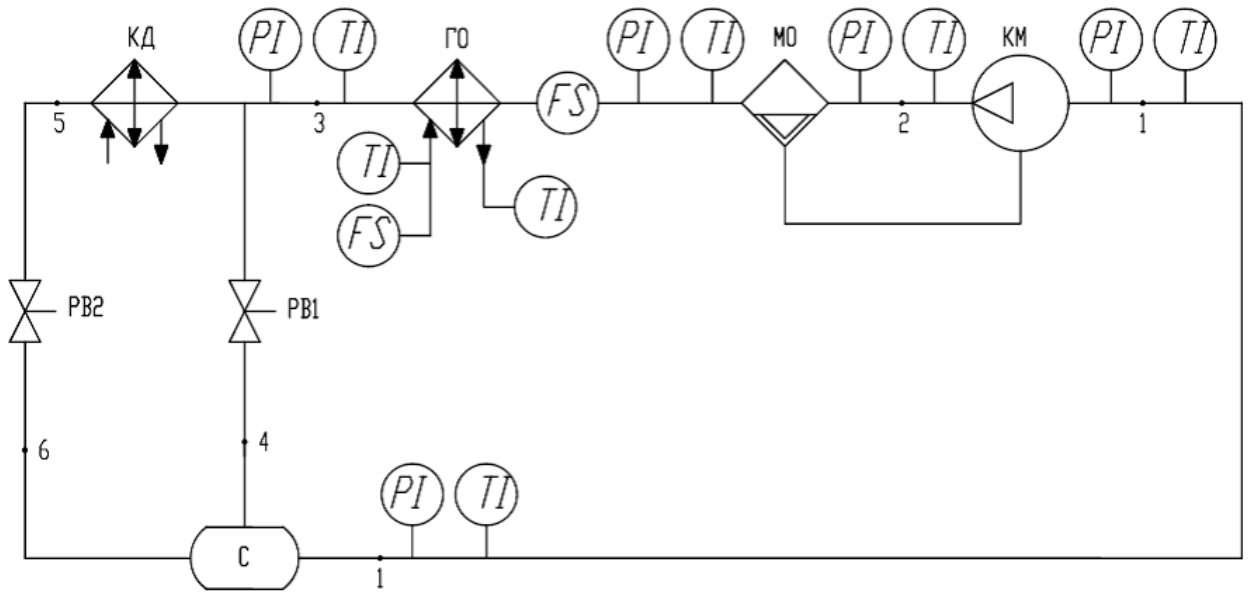 КД PI TI ГО PI TI МО PI TI КМ PI TI
5 3 FS 2 1
TI
TI
FS
РВ2 РВ1
6 4
PI TI
С
1